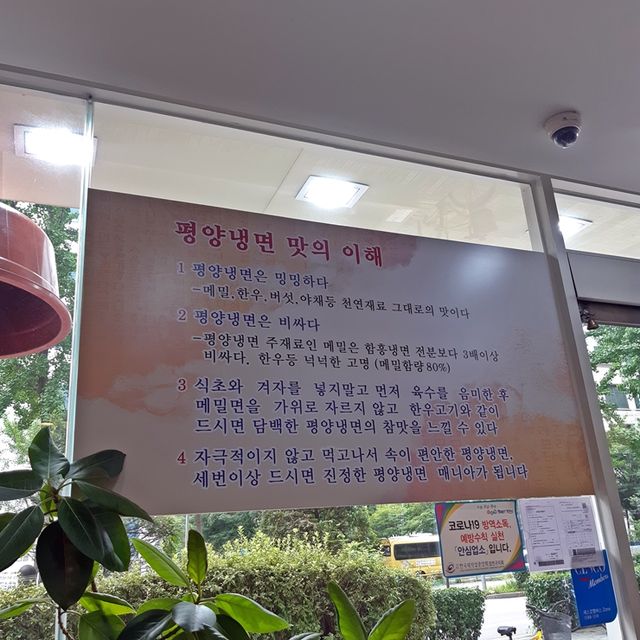 평양냉면 맛의 이해
1 평양냉면은 밍밍하다
-메밀.한우.버섯.야채등 천연재료 그대로의 맛이다
2 평양냉면은 비싸다
-평양냉면 주재료인 메밀은 함흥냉면 전분보다 3배이상
비싸다. 한우등 넉넉한 고명 (메밀함량80%)
3 식초와 겨자를 넣지말고 먼저 육수를 음미한 후
메밀면을 가위로 자르지 않고 한우고기와 같이
드시면 담백한 평양냉면의 참맛을 느낄 수 있다
4 자극적이지 않고 먹고나서 속이 편안한 평양냉면.
세번이상 드시면 진정한 평양냉면 매니아가 됩니다
코로나19 방역소독,
예방수칙 실천
'안심업소'입니다.
Member